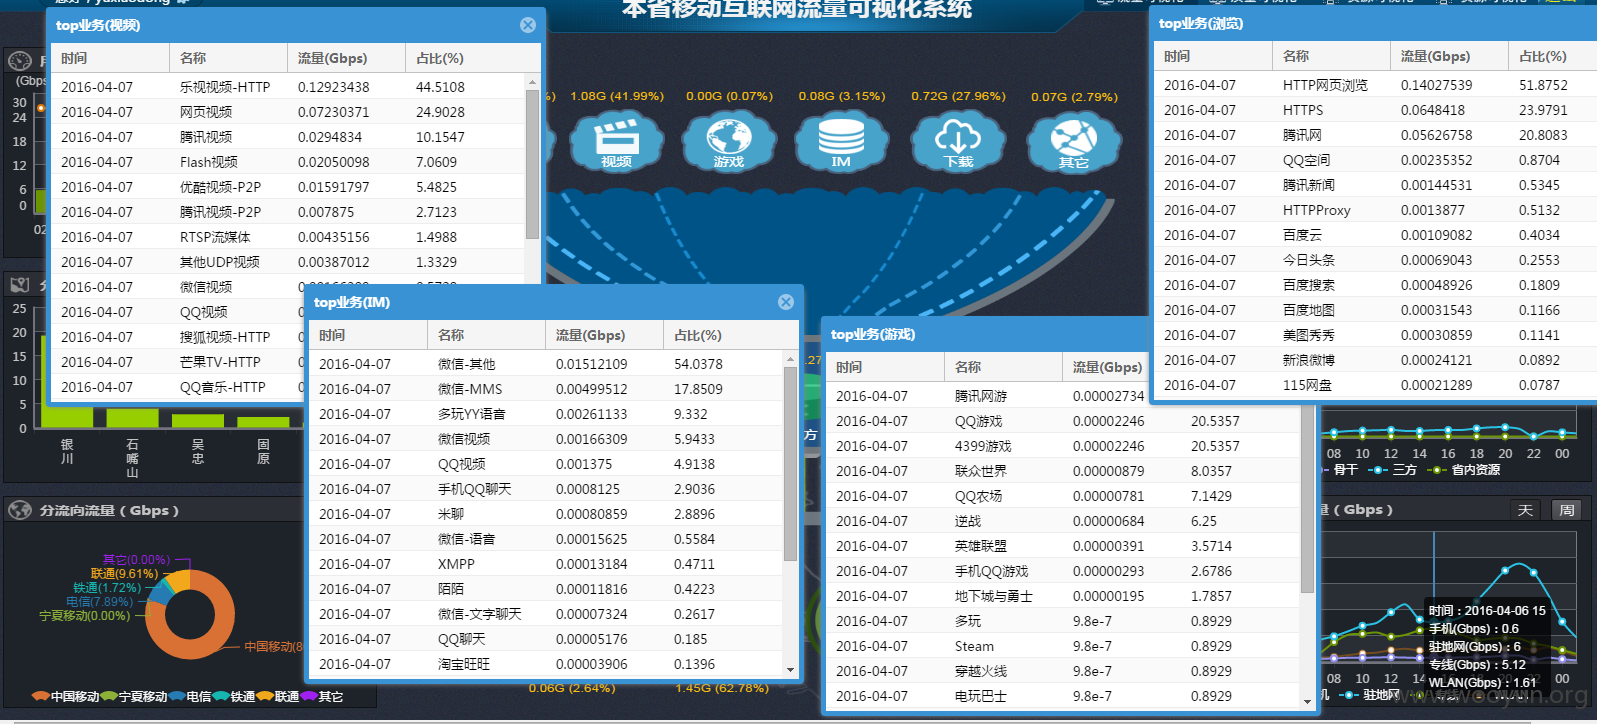 您好，yaxiaodong
本省移动互联网流量可视化系统
top业务(视频)
时间 名称 流量(Gbps) 占比(%)
2016-04-07 乐视视频-HTTP 0.12923438 44.5108
2016-04-07 网页视频 0.07230371 24.9028
2016-04-07 腾讯视频 0.0294834 10.1547
2016-04-07 Flash视频 0.02050098 7.0609
2016-04-07 优酷视频-P2P 0.01591797 5.4825
2016-04-07 腾讯视频-P2P 0.007875 2.7123
2016-04-07 RTSP流媒体 0.00435156 1.4988
2016-04-07 其他UDP视频 0.00387012 1.3329
2016-04-07 微信视频
2016-04-07 QQ视频
2016-04-07 搜狐视频-HTTP
2016-04-07 芒果TV-HTTP
2016-04-07 QQ音乐-HTTP
1.08G (41.99%) 0.00G (0.07%) 0.08G (3.15%) 0.72G (27.96%) 0.07G (2.79%)
视频 游戏 IM 下载 其它
top业务(浏览)
时间 名称 流量(Gbps) 占比(%)
2016-04-07 HTTP网页浏览 0.14027539 51.8752
2016-04-07 HTTPS 0.0648418 23.9791
2016-04-07 腾讯网 0.05626758 20.8083
2016-04-07 QQ空间 0.00235352 0.8704
2016-04-07 腾讯新闻 0.00144531 0.5345
2016-04-07 HTTPProxy 0.0013877 0.5132
2016-04-07 百度云 0.00109082 0.4034
2016-04-07 今日头条 0.00069043 0.2553
2016-04-07 百度搜索 0.00048926 0.1809
2016-04-07 百度地图 0.00031543 0.1166
2016-04-07 美图秀秀 0.00030859 0.1141
2016-04-07 新浪微博 0.00024121 0.0892
2016-04-07 115网盘 0.00021289 0.0787
top业务(IM)
时间 名称 流量(Gbps) 占比(%)
2016-04-07 微信-其他 0.01512109 54.0378
2016-04-07 微信-MMS 0.00499512 17.8509
2016-04-07 多玩YY语音 0.00261133 9.332
2016-04-07 微信视频 0.00166309 5.9433
2016-04-07 QQ视频 0.001375 4.9138
2016-04-07 手机QQ聊天 0.0008125 2.9036
2016-04-07 米聊 0.00080859 2.8896
2016-04-07 微信-语音 0.00015625 0.5584
2016-04-07 XMPP 0.00013184 0.4711
2016-04-07 陌陌 0.00011816 0.4223
2016-04-07 微信-文字聊天 0.00007324 0.2617
2016-04-07 QQ聊天 0.00005176 0.185
2016-04-07 淘宝旺旺 0.00003906 0.1396
top业务(游戏)
时间 名称 流量(Gbps)
2016-04-07 腾讯网游 0.00002734
2016-04-07 QQ游戏 0.00002246 20.5357
2016-04-07 4399游戏 0.00002246 20.5357
2016-04-07 联众世界 0.00000879 8.0357
2016-04-07 QQ农场 0.00000781 7.1429
2016-04-07 逆战 0.00000684 6.25
2016-04-07 英雄联盟 0.00000391 3.5714
2016-04-07 手机QQ游戏 0.00000293 2.6786
2016-04-07 地下城与勇士 0.00000195 1.7857
2016-04-07 多玩 9.8e-7 0.8929
2016-04-07 Steam 9.8e-7 0.8929
2016-04-07 穿越火线 9.8e-7 0.8929
2016-04-07 电玩巴士 9.8e-7 0.8929
(Gbps
30
24
18
12
6
0
02
25
20
15
10
5
0
银川 石嘴山 吴忠 固原
分流向流量 ( Gbps )
其它(0.00%)
联通(9.61%)
铁通(1.72%)
电信(7.89%)
宁夏移动(0.00%)
中国移动(8
中国移动 宁夏移动 电信 铁通 联通 其它
0.06G (2.64%) 1.45G (62.78%)
方
08 10 12 14 16 18 20 22 00
骨干 三方 省内资源
量 ( Gbps ) 天 周
时间 : 2016-04-06 15
手机(Gbps) : 0.6
驻地网(Gbps) : 6
专线(Gbps) : 5.12
WLAN(Gbps) : 1.61
08 10 12 14 20 22 00
机 驻地网 专线 WLAN
www.wooyun.org